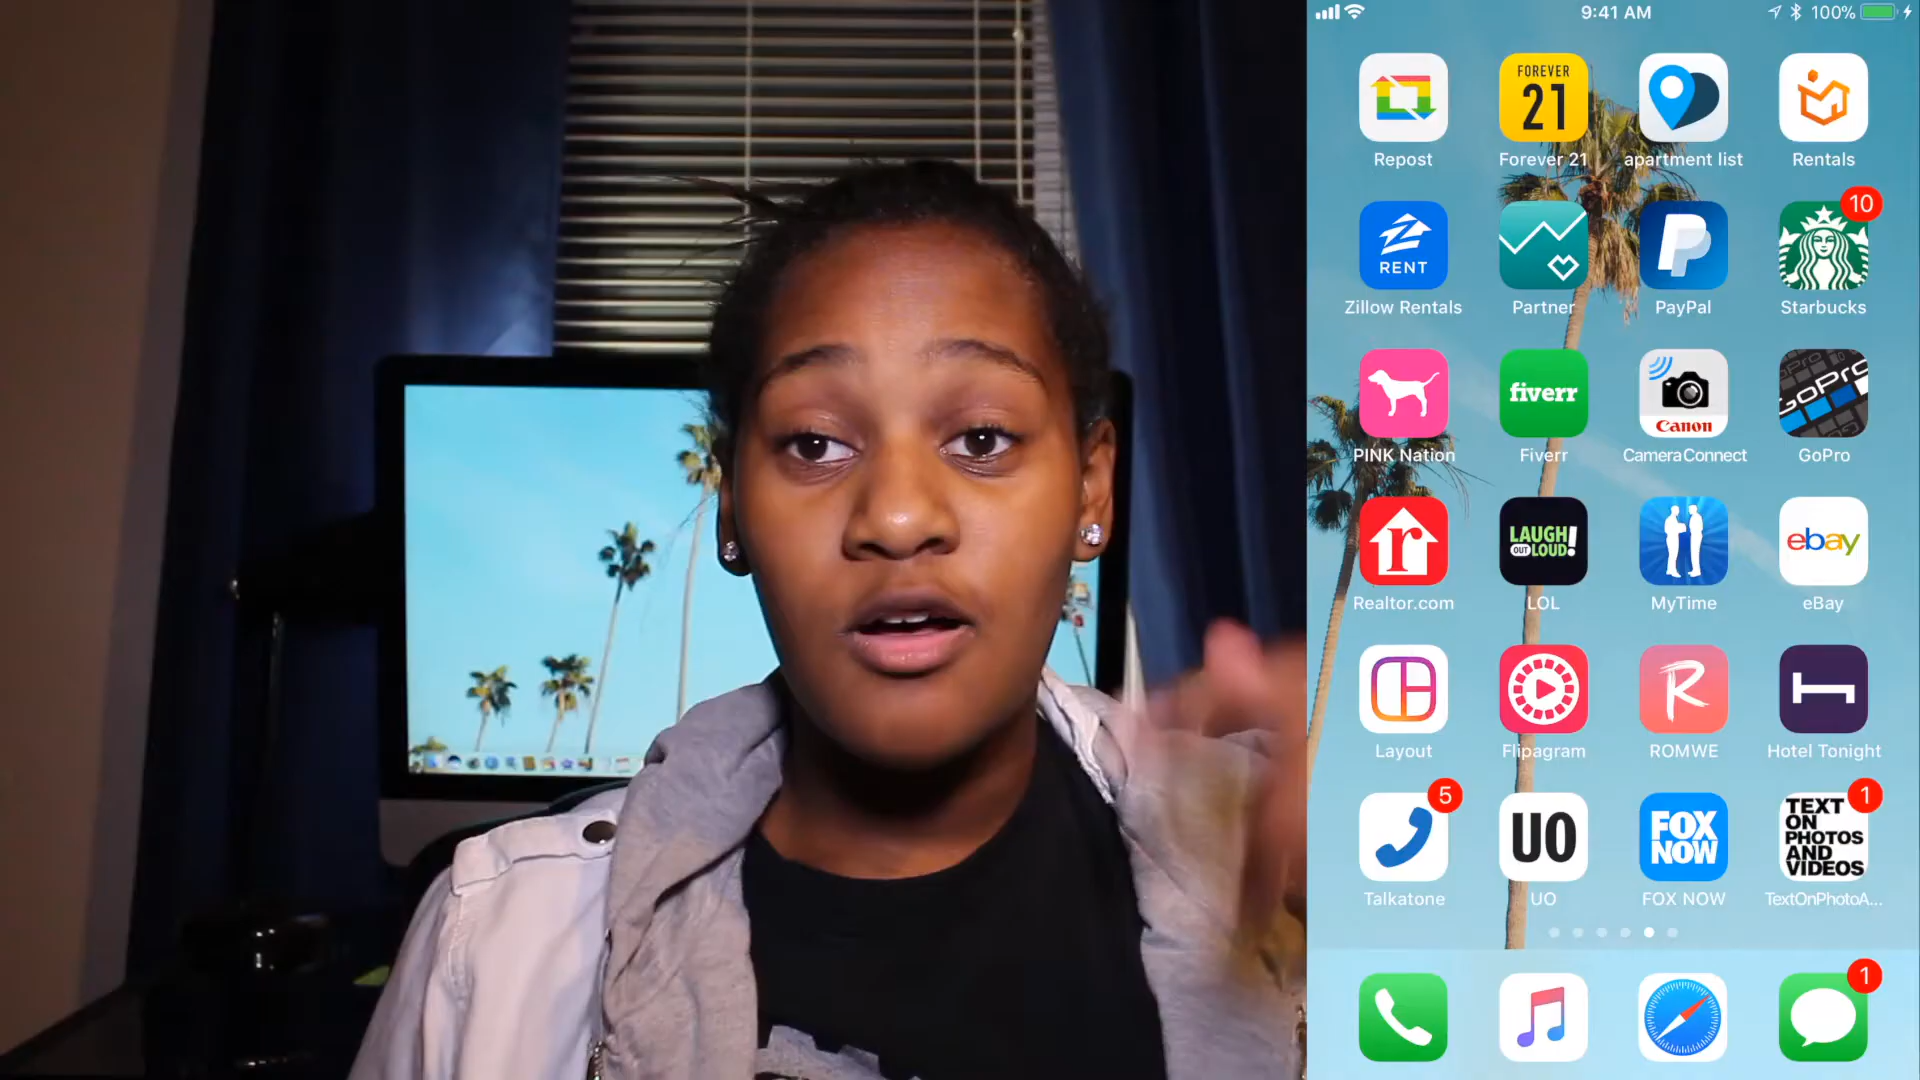 9:41 AM
100%
FOREVER
21
Repost
Forever 21
apartment list
Rentals
10
RENT
Zillow Rentals
Partner
PayPal
Starbucks
fiverr
Canon
GoPro
PINK Nation
Fiverr
CameraConnect
GoPro
r
LAUGH
OUT LOUD!
ebay
Realtor.com
LOL
MyTime
eBay
R
Layout
Flipagram
ROMWE
Hotel Tonight
5
UO
FOX
NOW
1
TEXT
ON
PHOTOS
AND
VIDEOS
Talkatone
UO
FOX NOW
TextOnPhotoA...
1